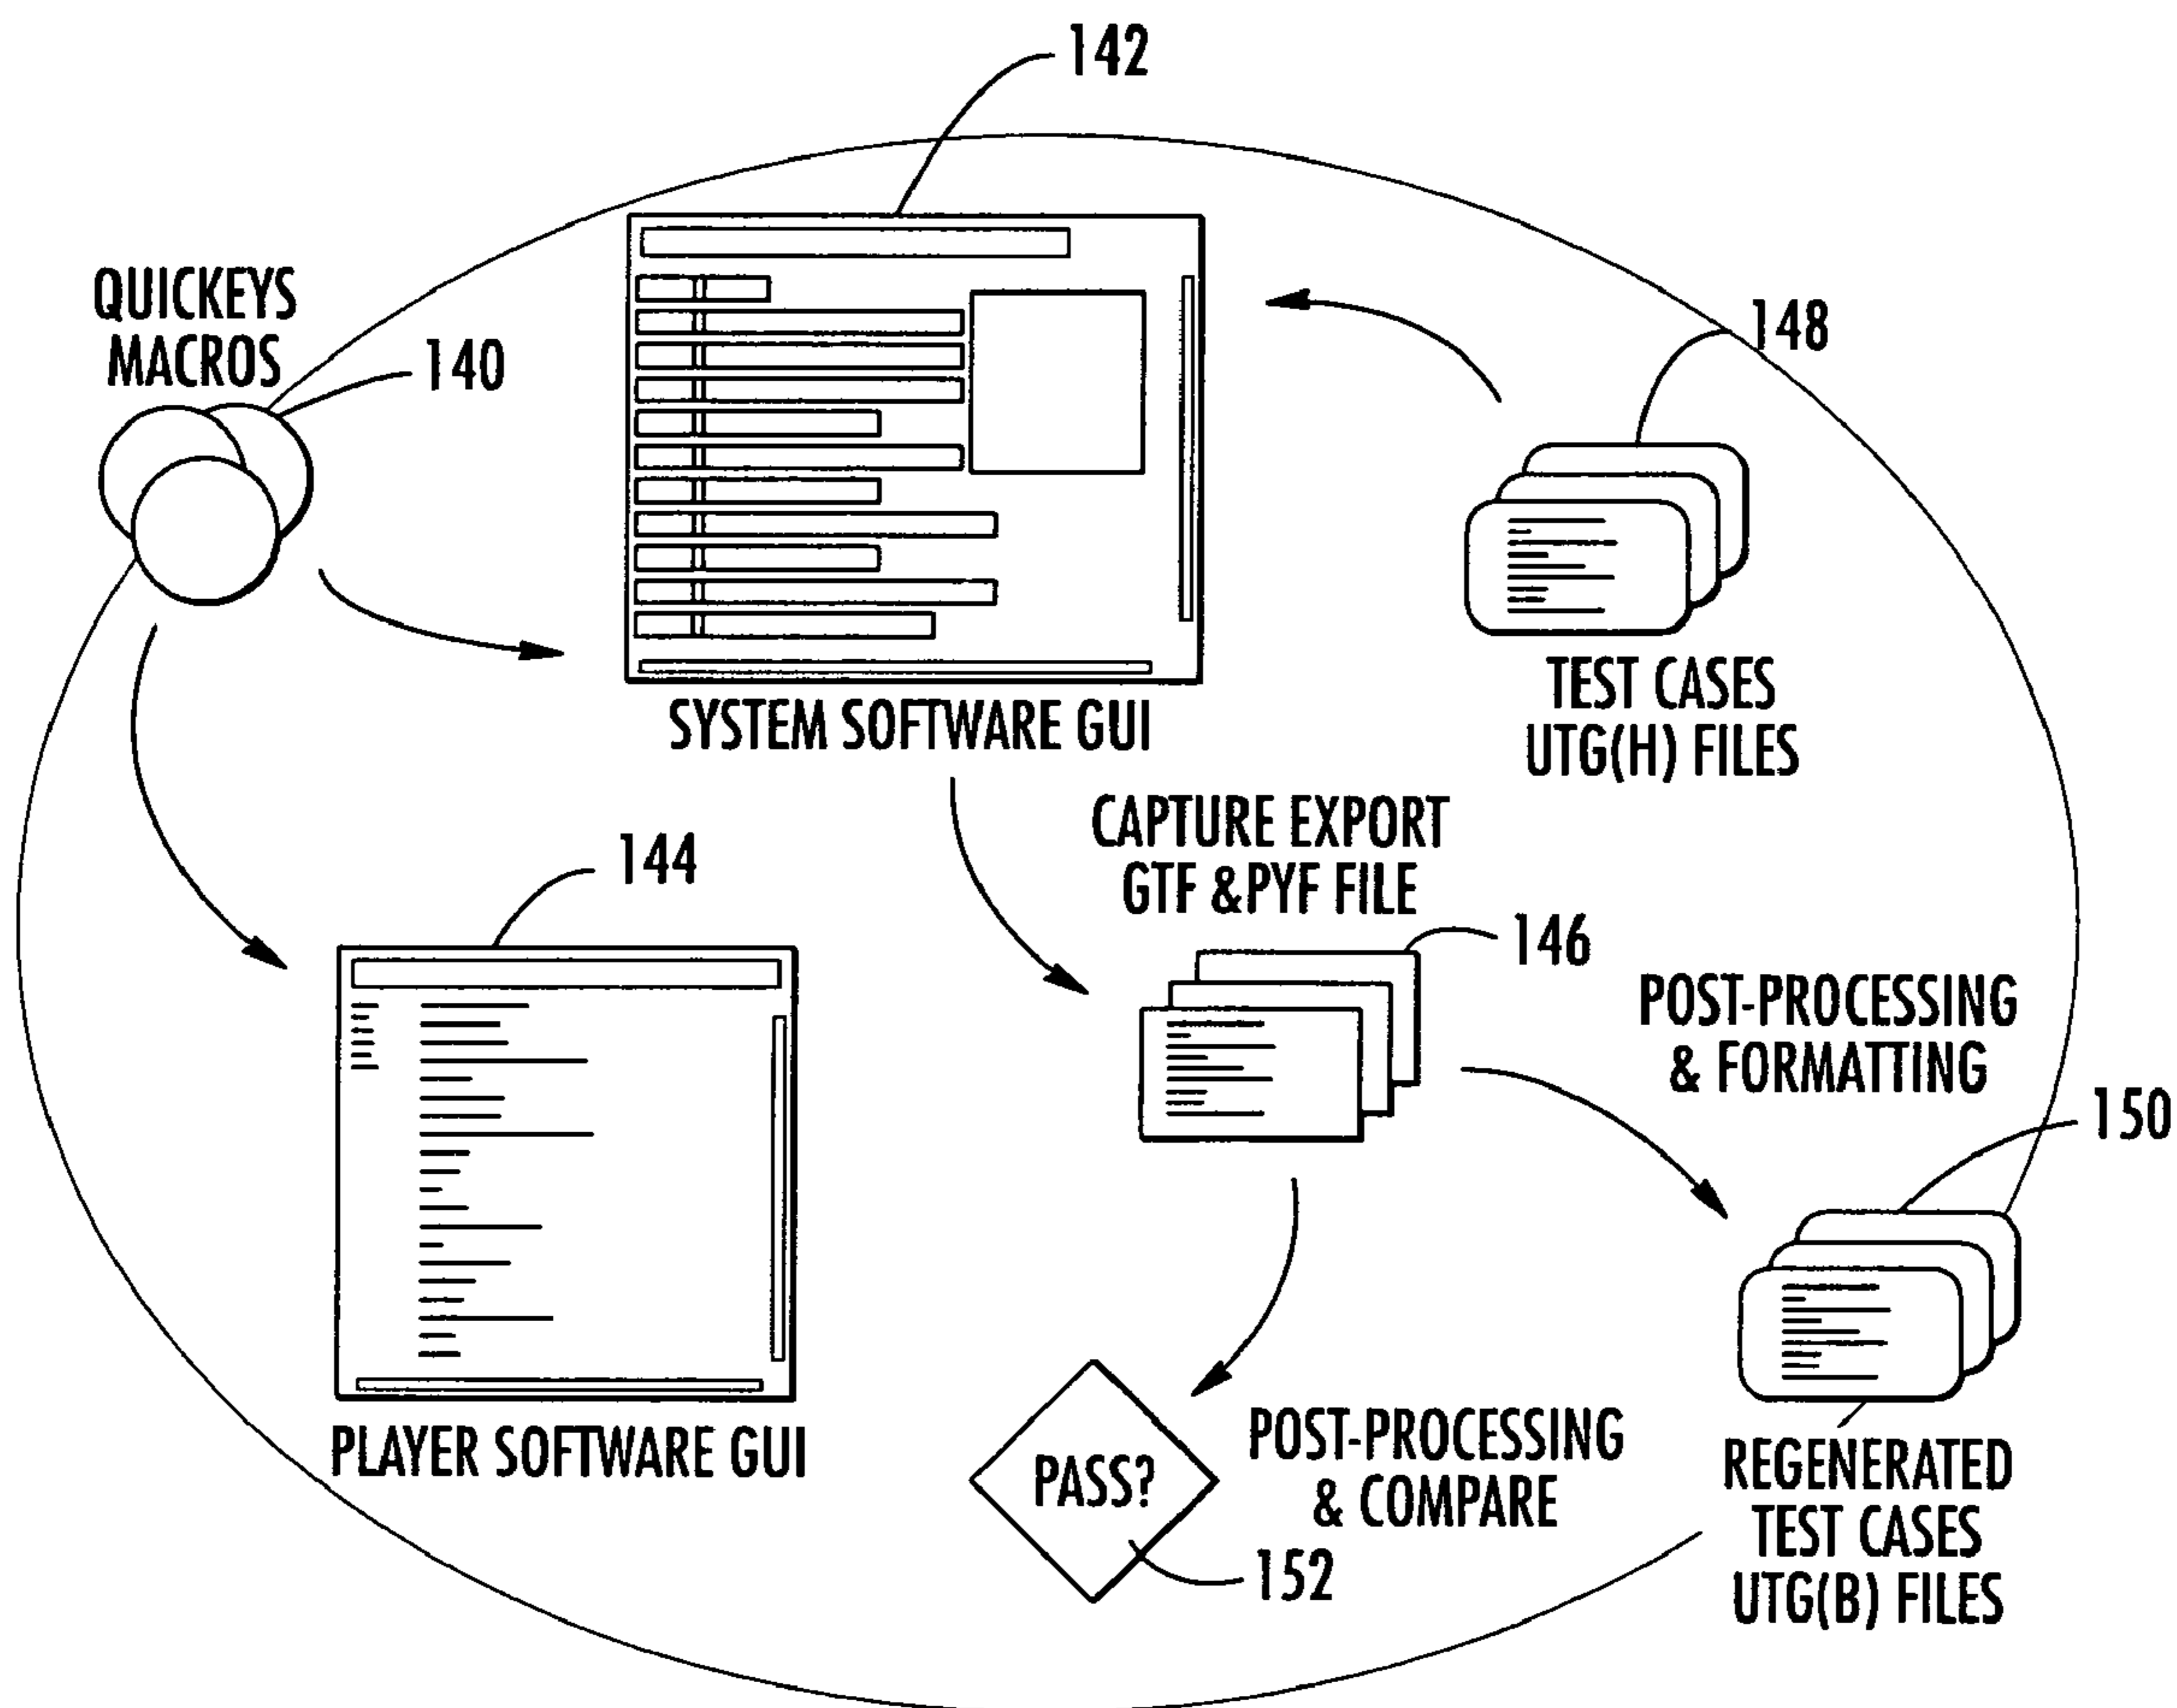 142
QUICKEYS
MACROS
140
148
SYSTEM SOFTWARE GUI
TEST CASES
UTG(H) FILES
CAPTURE EXPORT
GTF &PYF FILE
144
146
POST-PROCESSING
& FORMATTING
150
PLAYER SOFTWARE GUI
PASS?
152
POST-PROCESSING
& COMPARE
REGENERATED
TEST CASES
UTG(B) FILES